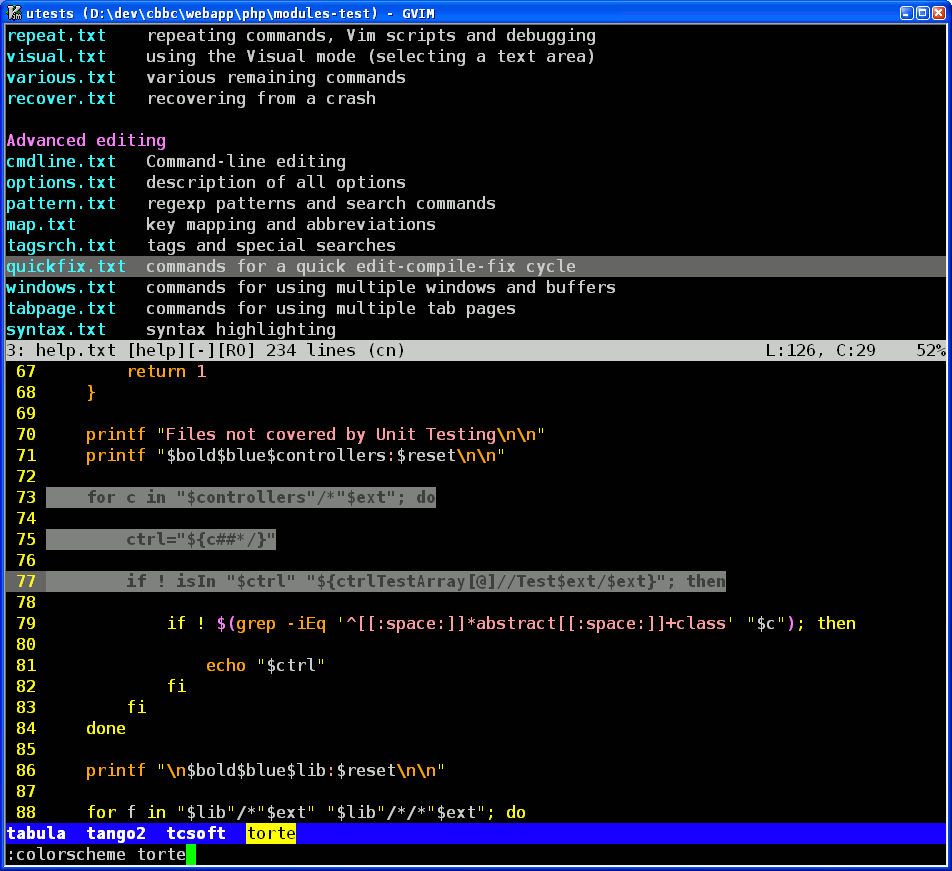 utests (D:\dev\cbbc\webapp\php\modules-test) - GVIM
repeat.txt    repeating commands, Vim scripts and debugging
visual.txt    using the Visual mode (selecting a text area)
various.txt   various remaining commands
recover.txt   recovering from a crash
Advanced editing
cmdline.txt   Command-line editing
options.txt   description of all options
pattern.txt   regexp patterns and search commands
map.txt       key mapping and abbreviations
tagsrch.txt   tags and special searches
quickfix.txt  commands for a quick edit-compile-fix cycle
windows.txt   commands for using multiple windows and buffers
tabpage.txt   commands for using multiple tab pages
syntax.txt    syntax highlighting
3: help.txt [help][-][RO] 234 lines (cn)                                    L:126, C:29    52%
67         return 1
68     }
69
70     printf "Files not covered by Unit Testing\n\n"
71     printf "$bold$blue$controllers:$reset\n\n"
72
73     for c in "$controllers"/*"$ext"; do
74
75         ctrl="${c##*/}"
76
77         if ! isIn "$ctrl" "${ctrlTestArray[@]//Test$ext/$ext}"; then
78
79             if ! $(grep -iEq '^[[:space:]]*abstract[[:space:]]+class' "$c"); then
80
81                 echo "$ctrl"
82             fi
83         fi
84     done
85
86     printf "\n$bold$blue$lib:$reset\n\n"
87
88     for f in "$lib"/*"$ext" "$lib"/*/*"$ext"; do
tabula  tango2  tcsoft  torte
:colorscheme torte